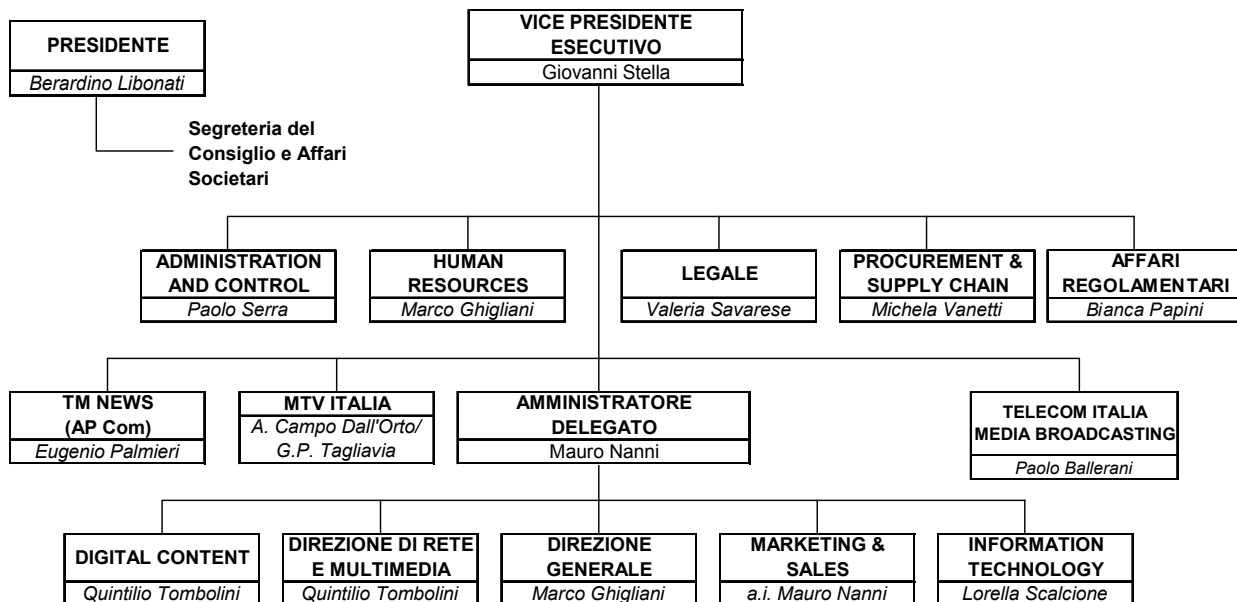 PRESIDENTE
Berardino Libonati
Segreteria del
Consiglio e Affari
Societari
VICE PRESIDENTE
ESECUTIVO
Giovanni Stella
ADMINISTRATION
AND CONTROL
Paolo Serra
HUMAN
RESOURCES
Marco Ghigliani
LEGALE
Valeria Savarese
PROCUREMENT &
SUPPLY CHAIN
Michela Vanetti
AFFARI
REGOLAMENTARI
Bianca Papini
TM NEWS
(AP Com)
Eugenio Palmieri
MTV ITALIA
A. Campo Dall'Orto/
G.P. Tagliavia
AMMINISTRATORE
DELEGATO
Mauro Nanni
TELECOM ITALIA
MEDIA BROADCASTING
Paolo Ballerani
DIGITAL CONTENT
Quintilio Tombolini
DIREZIONE DI RETE
E MULTIMEDIA
Quintilio Tombolini
DIREZIONE
GENERALE
Marco Ghigliani
MARKETING &
SALES
a.i. Mauro Nanni
INFORMATION
TECHNOLOGY
Lorella Scalcione